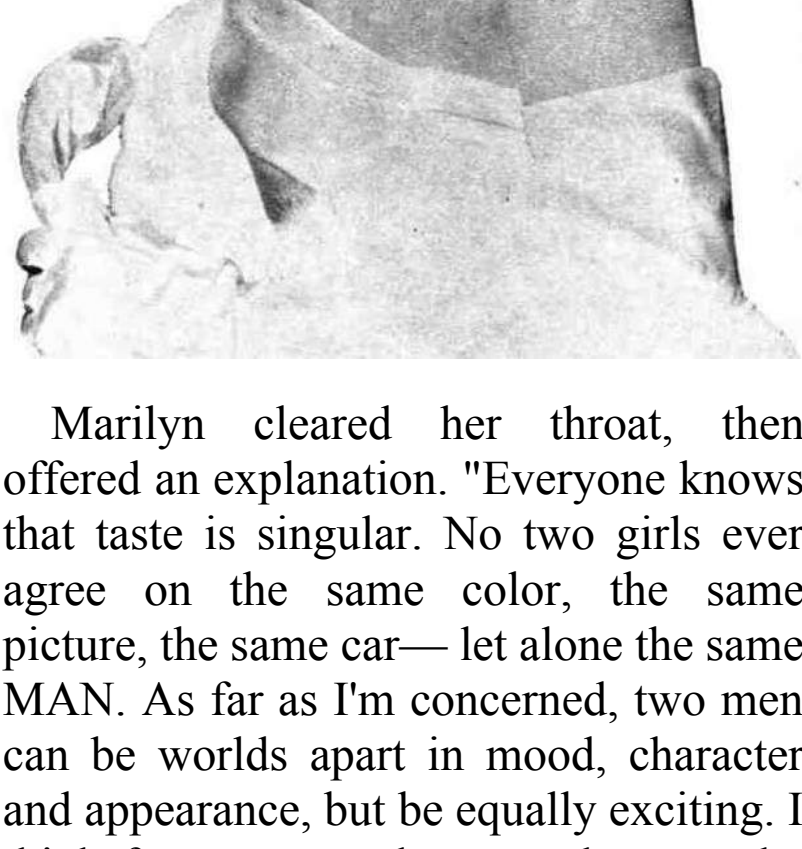 Marilyn cleared her throat, then
offered an explanation. "Everyone knows
that taste is singular. No two girls ever
agree on the same color, the same
picture, the same car— let alone the same
MAN. As far as I'm concerned, two men
can be worlds apart in mood, character
and appearance, but be equally exciting. I